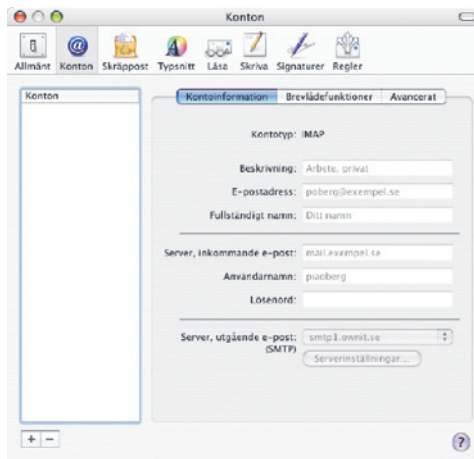 Konton
Allmänt Konton Skräppost Typsnitt Läsa Skriva Signaturer Regler
Konton
Kontoinformation Brevlådefunktioner Avancerat
Kontotyp: IMAP
Beskrivning: Arbete, privat
E-postadress: poberg@exempel.se
Fullständigt namn: Ditt namn
Server, inkommande e-post: mail.exempel.se
Användarnamn: piaoberg
Lösenord:
Server, utgående e-post: smtp1.ownit.se
(SMTP)
Serverinställningar...
+ − ?